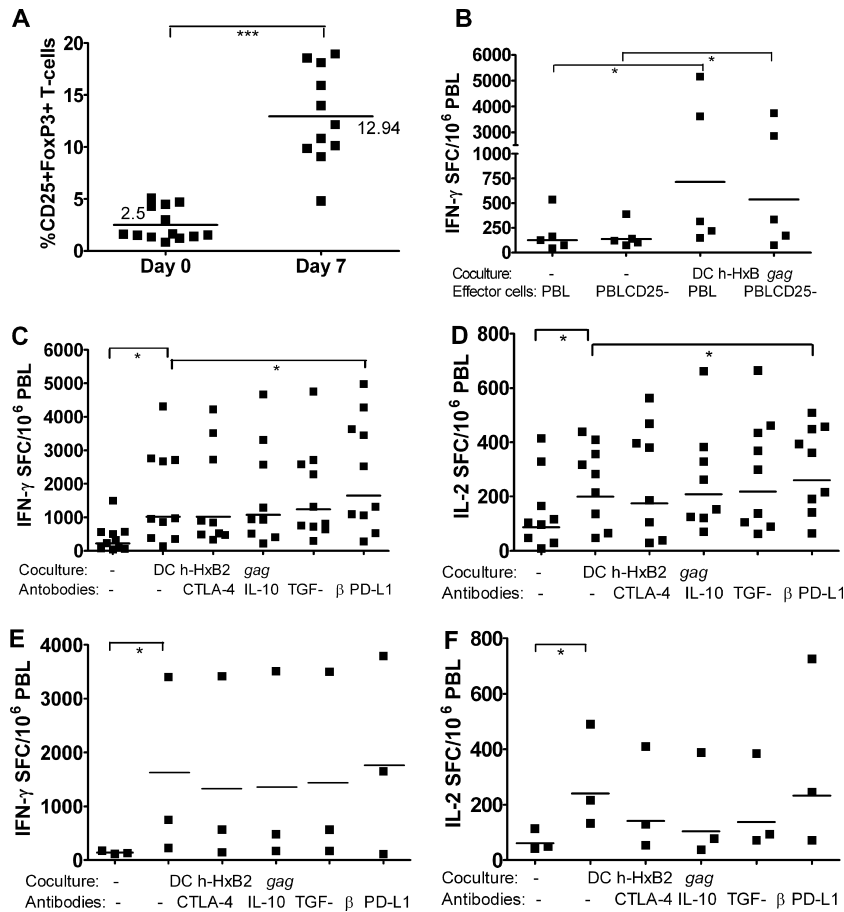 A
***
%CD25+FoxP3+ T-cells
20
15
10
5
0
2.5
12.94
Day 0 Day 7
B
*
*
IFN-γ SFC/10⁶ PBL
6000
5000
4000
3000
1000
750
500
250
0
Coculture: - - DC h-HxB gag
Effector cells: PBL PBLCD25- PBL PBLCD25-
C
*
*
IFN-γ SFC/10⁶ PBL
6000
5000
4000
3000
2000
1000
0
Coculture: - DC h-HxB2 gag
Antobodies: - - CTLA-4 IL-10 TGF- β PD-L1
D
*
*
IL-2 SFC/10⁶ PBL
800
600
400
200
0
Coculture: - DC h-HxB2 gag
Antibodies: - - CTLA-4 IL-10 TGF- β PD-L1
E
*
IFN-γ SFC/10⁶ PBL
4000
3000
2000
1000
0
Coculture: - DC h-HxB2 gag
Antibodies: - - CTLA-4 IL-10 TGF- β PD-L1
F
*
IL-2 SFC/10⁶ PBL
800
600
400
200
0
Coculture: - DC h-HxB2 gag
Antibodies: - - CTLA-4 IL-10 TGF- β PD-L1